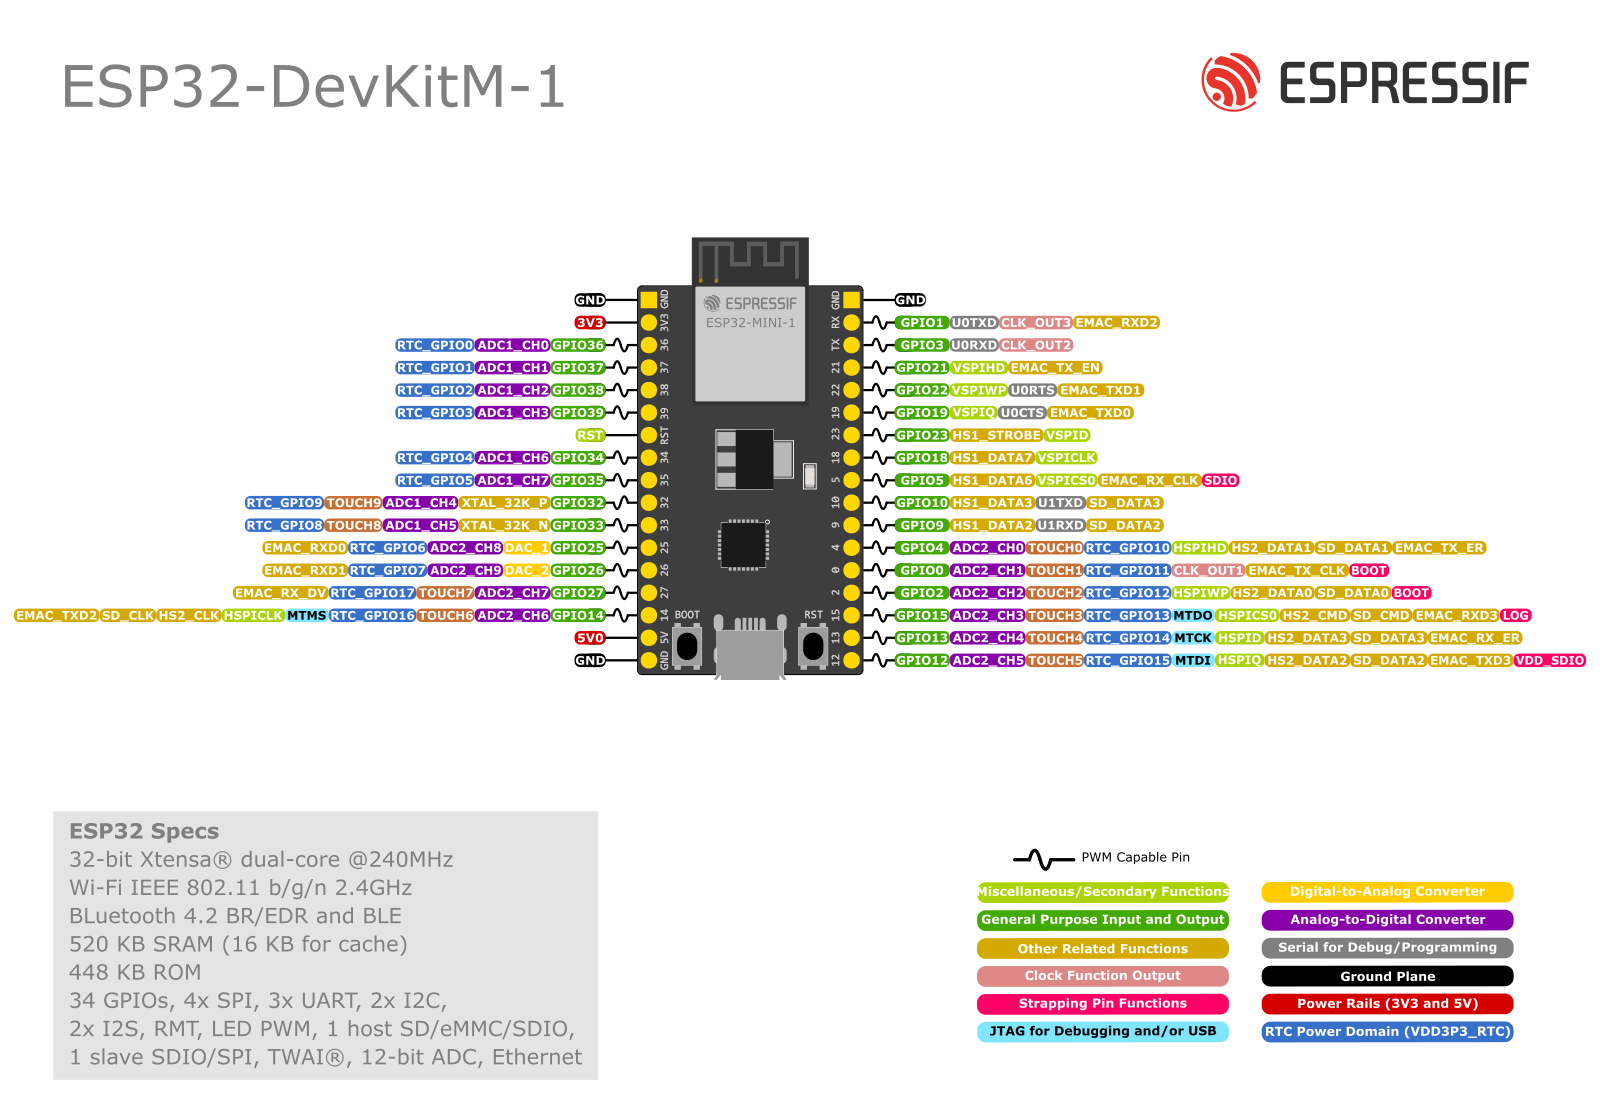 ESP32-DevKitM-1
ESPRESSIF
GND GND GND GND
3V3 3V3 RX GPIO1 U0TXD CLK_OUT3 EMAC_RXD2
RTC_GPIO0 ADC1_CH0 GPIO36 36 TX GPIO3 U0RXD CLK_OUT2
RTC_GPIO1 ADC1_CH1 GPIO37 37 21 GPIO21 VSPIHD EMAC_TX_EN
RTC_GPIO2 ADC1_CH2 GPIO38 38 22 GPIO22 VSPIWP U0RTS EMAC_TXD1
RTC_GPIO3 ADC1_CH3 GPIO39 39 19 GPIO19 VSPIQ U0CTS EMAC_TXD0
RST RST 23 GPIO23 HS1_STROBE VSPID
RTC_GPIO4 ADC1_CH6 GPIO34 34 18 GPIO18 HS1_DATA7 VSPICLK
RTC_GPIO5 ADC1_CH7 GPIO35 35 5 GPIO5 HS1_DATA6 VSPICS0 EMAC_RX_CLK SDIO
RTC_GPIO9 TOUCH9 ADC1_CH4 XTAL_32K_P GPIO32 32 10 GPIO10 HS1_DATA3 U1TXD SD_DATA3
RTC_GPIO8 TOUCH8 ADC1_CH5 XTAL_32K_N GPIO33 33 9 GPIO9 HS1_DATA2 U1RXD SD_DATA2
EMAC_RXD0 RTC_GPIO6 ADC2_CH8 DAC_1 GPIO25 25 4 GPIO4 ADC2_CH0 TOUCH0 RTC_GPIO10 HSPIHD HS2_DATA1 SD_DATA1 EMAC_TX_ER
EMAC_RXD1 RTC_GPIO7 ADC2_CH9 DAC_2 GPIO26 26 0 GPIO0 ADC2_CH1 TOUCH1 RTC_GPIO11 CLK_OUT1 EMAC_TX_CLK BOOT
EMAC_RX_DV RTC_GPIO17 TOUCH7 ADC2_CH7 GPIO27 27 2 GPIO2 ADC2_CH2 TOUCH2 RTC_GPIO12 HSPIWP HS2_DATA0 SD_DATA0 BOOT
EMAC_TXD2 SD_CLK HS2_CLK HSPICLK MTMS RTC_GPIO16 TOUCH6 ADC2_CH6 GPIO14 14 15 GPIO15 ADC2_CH3 TOUCH3 RTC_GPIO13 MTDO HSPICS0 HS2_CMD SD_CMD EMAC_RXD3 LOG
5V0 5V 13 GPIO13 ADC2_CH4 TOUCH4 RTC_GPIO14 MTCK HSPID HS2_DATA3 SD_DATA3 EMAC_RX_ER
GND GND 12 GPIO12 ADC2_CH5 TOUCH5 RTC_GPIO15 MTDI HSPIQ HS2_DATA2 SD_DATA2 EMAC_TXD3 VDD_SDIO
ESPRESSIF
ESP32-MINI-1
BOOT RST
ESP32 Specs
32-bit Xtensa® dual-core @240MHz
Wi-Fi IEEE 802.11 b/g/n 2.4GHz
BLuetooth 4.2 BR/EDR and BLE
520 KB SRAM (16 KB for cache)
448 KB ROM
34 GPIOs, 4x SPI, 3x UART, 2x I2C,
2x I2S, RMT, LED PWM, 1 host SD/eMMC/SDIO,
1 slave SDIO/SPI, TWAI®, 12-bit ADC, Ethernet
PWM Capable Pin
Miscellaneous/Secondary Functions
General Purpose Input and Output
Other Related Functions
Clock Function Output
Strapping Pin Functions
JTAG for Debugging and/or USB
Digital-to-Analog Converter
Analog-to-Digital Converter
Serial for Debug/Programming
Ground Plane
Power Rails (3V3 and 5V)
RTC Power Domain (VDD3P3_RTC)